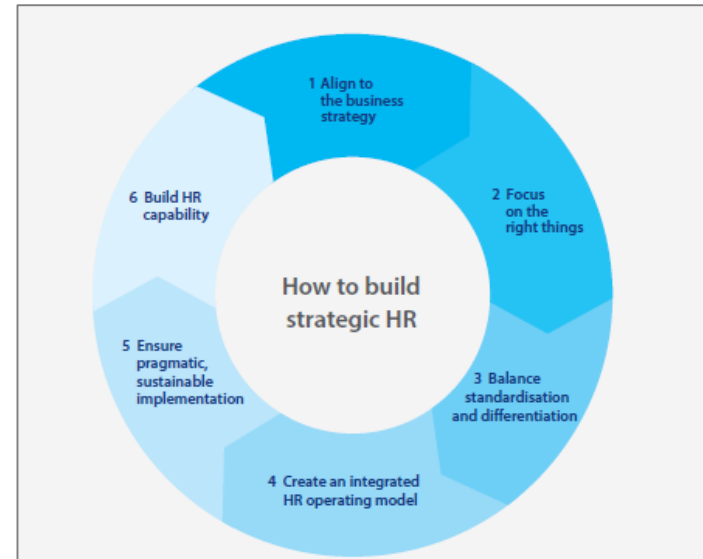 1 Align to
the business
strategy
2 Focus
on the
right things
3 Balance
standardisation
and differentiation
4 Create an integrated
HR operating model
5 Ensure
pragmatic,
sustainable
implementation
6 Build HR
capability
How to build
strategic HR